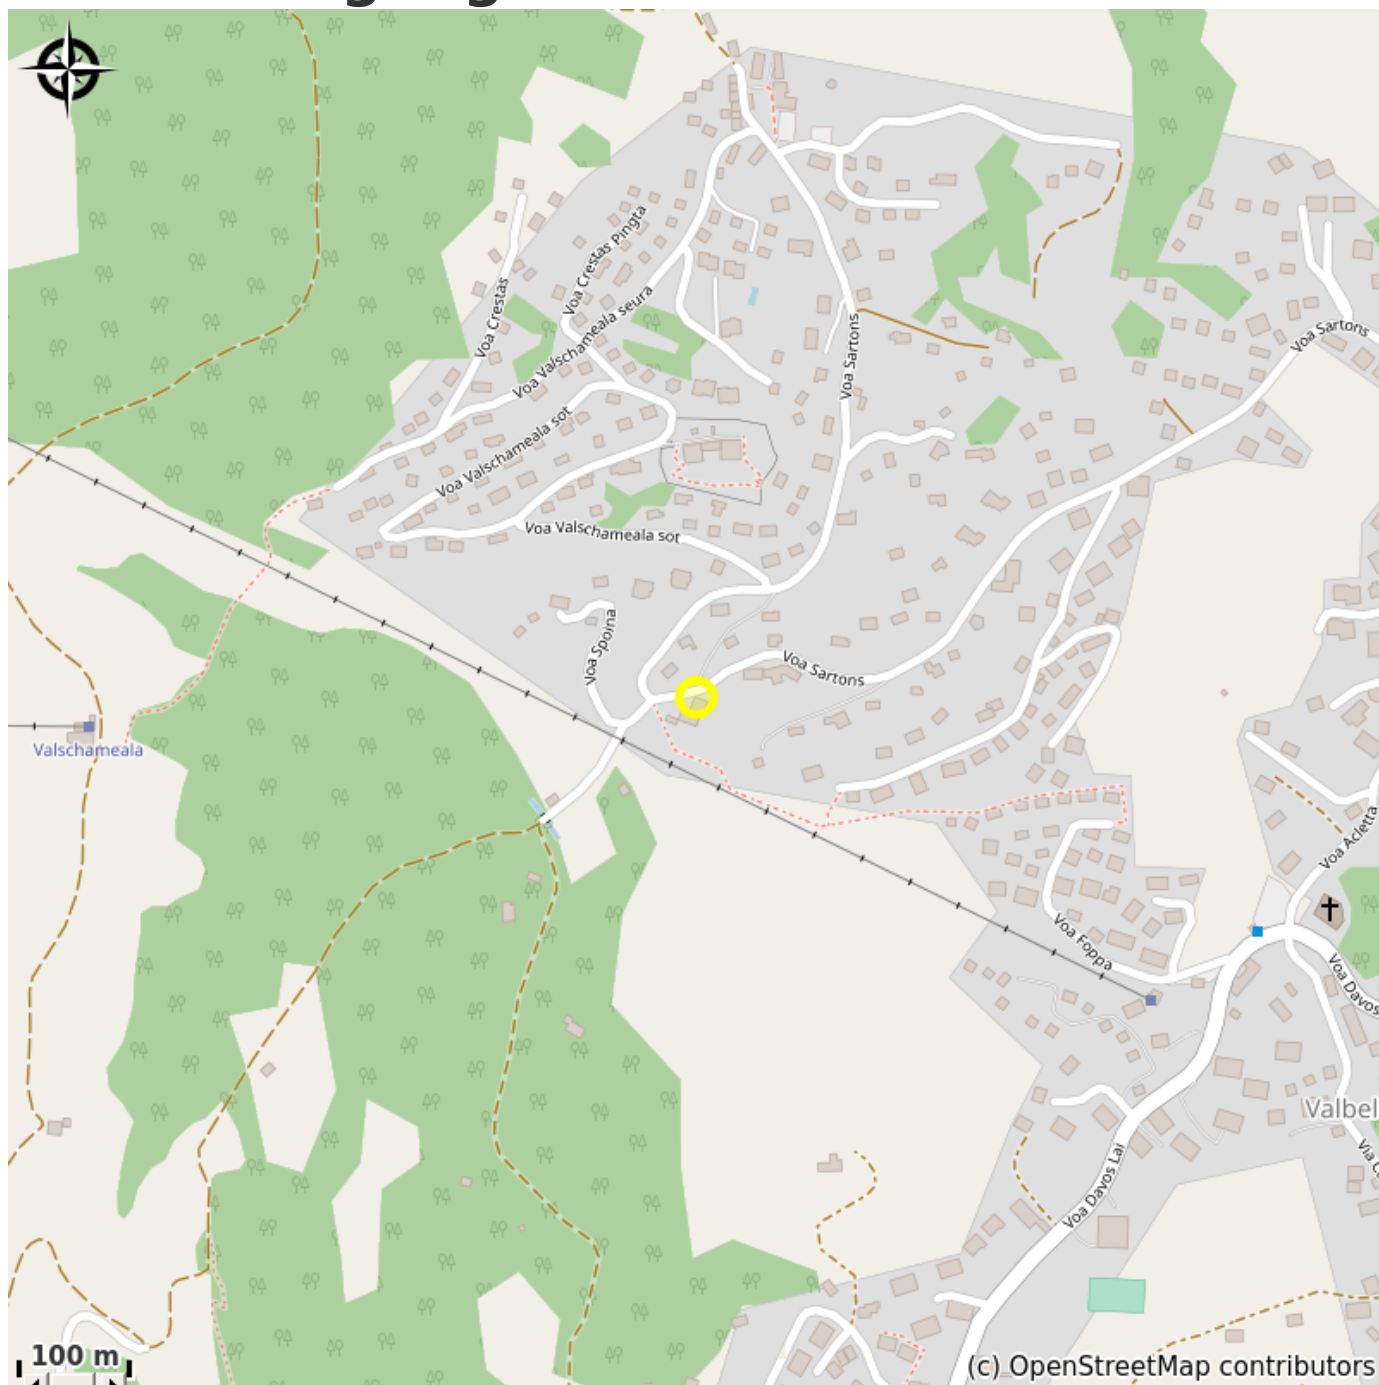 Voa Crestas Pingta
Voa Crestas
Voa Valschameala seura
Voa Sartons
Voa Sartons
Voa Valschameala sot
Voa Valschameala sot
Voa Spoina
Voa Sartons
Valschameala
Voa Acletta
Voa Foppa
Voa Davos
Valbel
Via C
Voa Davos Lai
100 m
(c) OpenStreetMap contributors